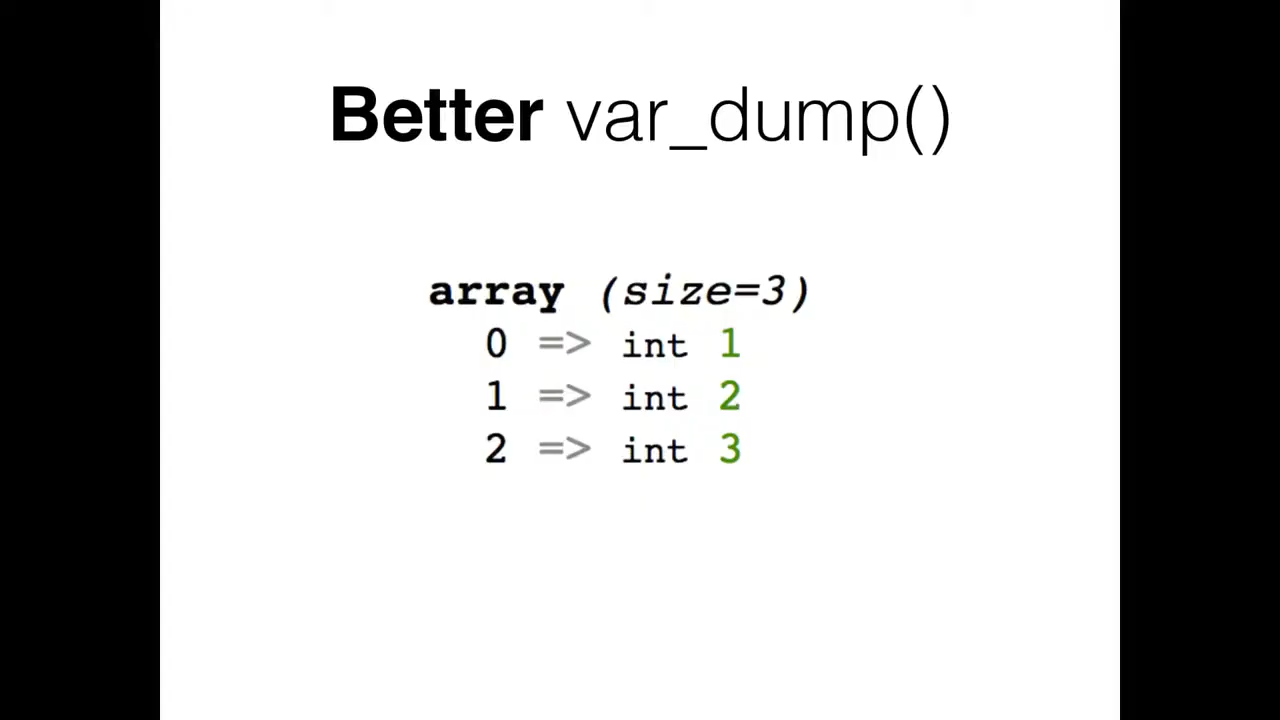 Better var_dump()
array (size=3)
0 => int 1
1 => int 2
2 => int 3